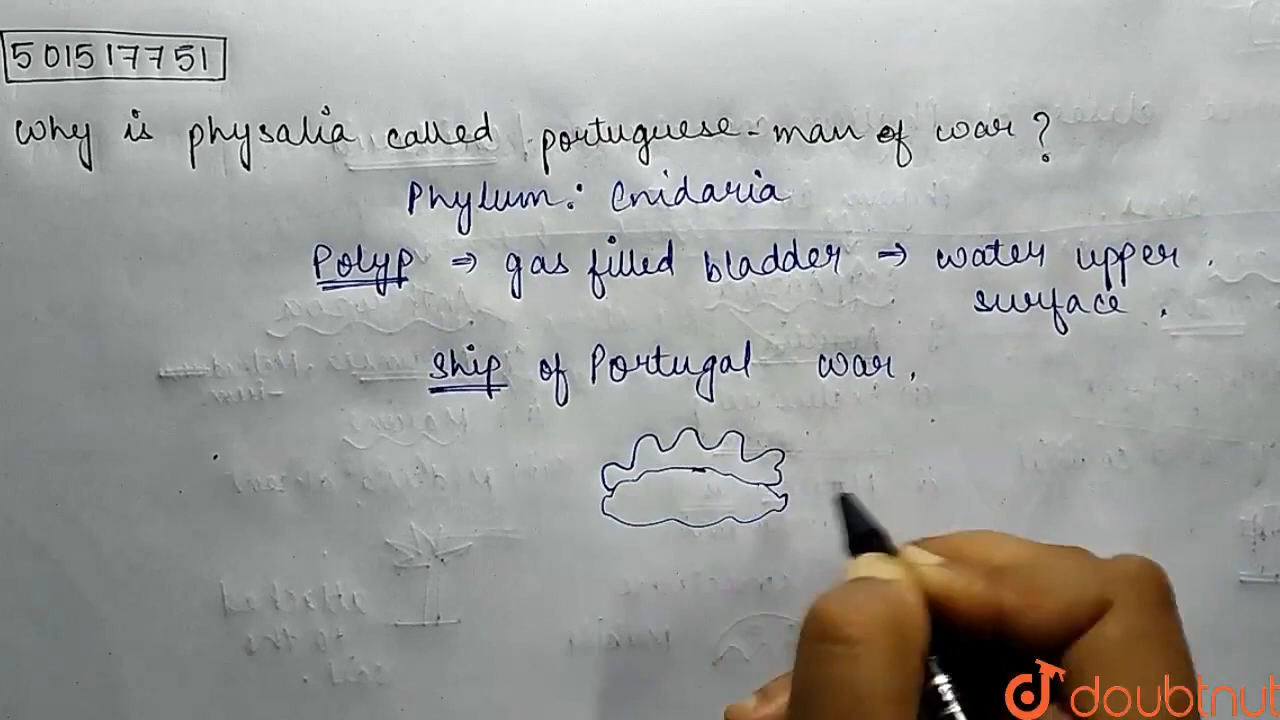 501517751
why is physalia called portuguese-man of war?
Phylum: Cnidaria
Polyp ⇒ gas filled bladder ⇒ water upper
surface.
ship of Portugal war.
doubtnut